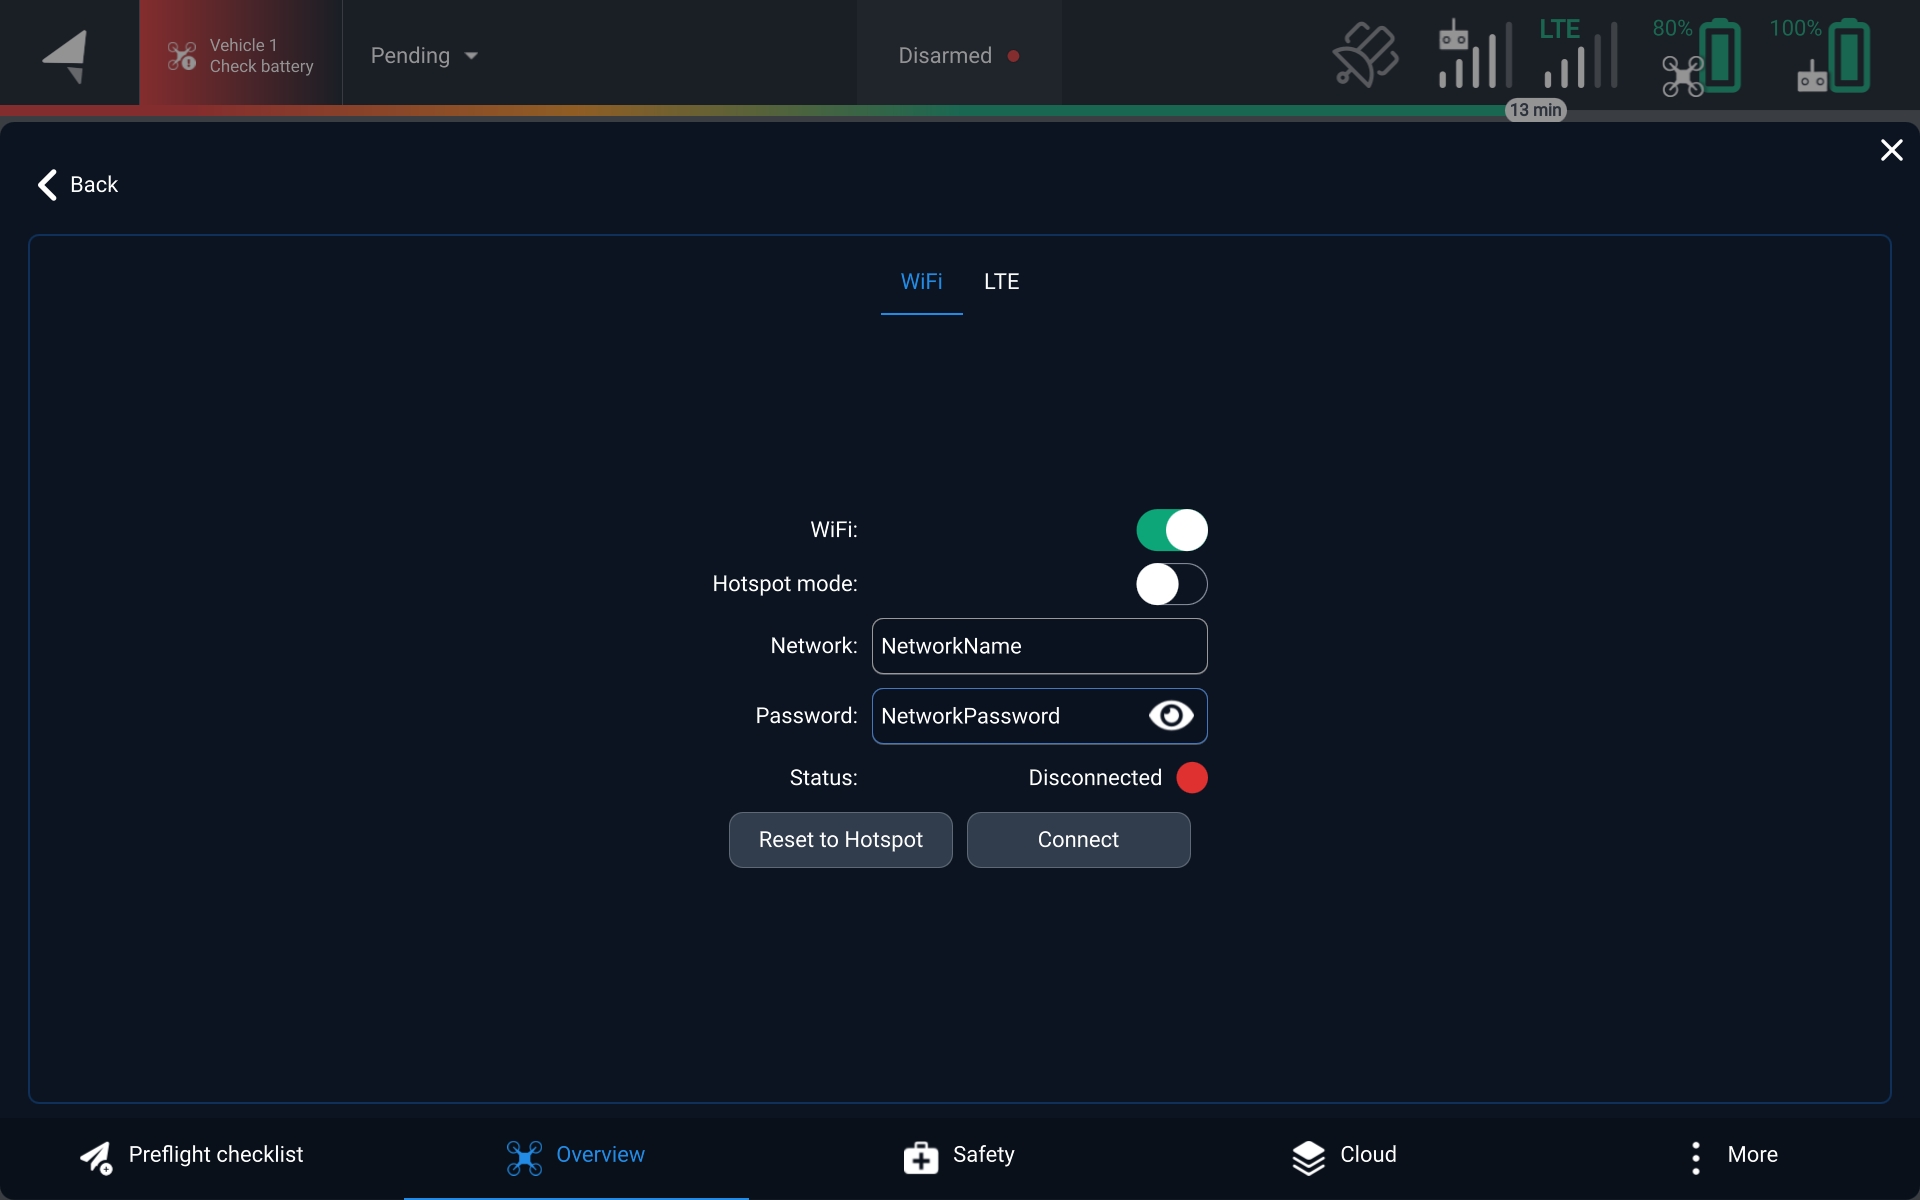 Vehicle 1
Check battery
Pending
Disarmed
LTE
80%
100%
13 min
Back
WiFi
LTE
WiFi:
Hotspot mode:
Network: NetworkName
Password: NetworkPassword
Status: Disconnected
Reset to Hotspot
Connect
Preflight checklist
Overview
Safety
Cloud
More